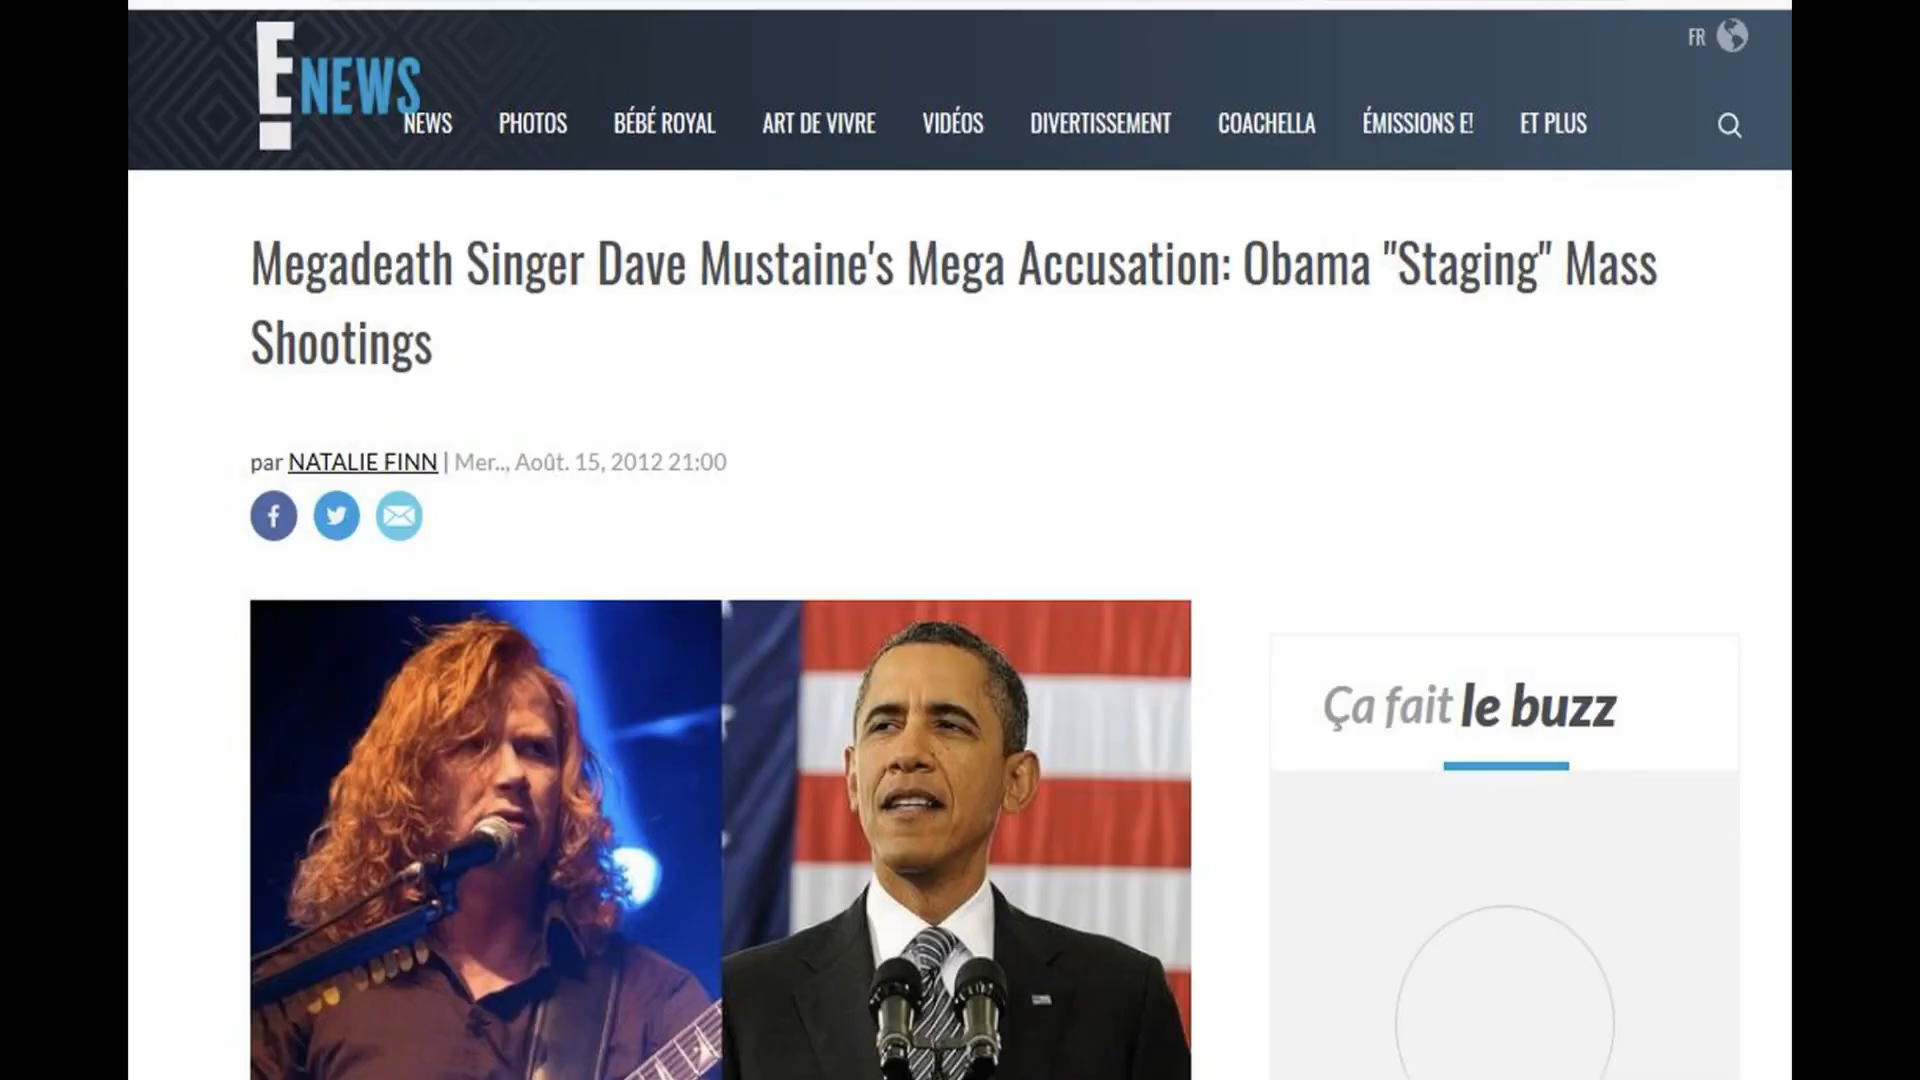 E!
NEWS
FR
NEWS PHOTOS BÉBÉ ROYAL ART DE VIVRE VIDÉOS DIVERTISSEMENT COACHELLA ÉMISSIONS E! ET PLUS
Megadeath Singer Dave Mustaine's Mega Accusation: Obama "Staging" Mass
Shootings
par NATALIE FINN | Mer.., Août. 15, 2012 21:00
f
Ça fait le buzz